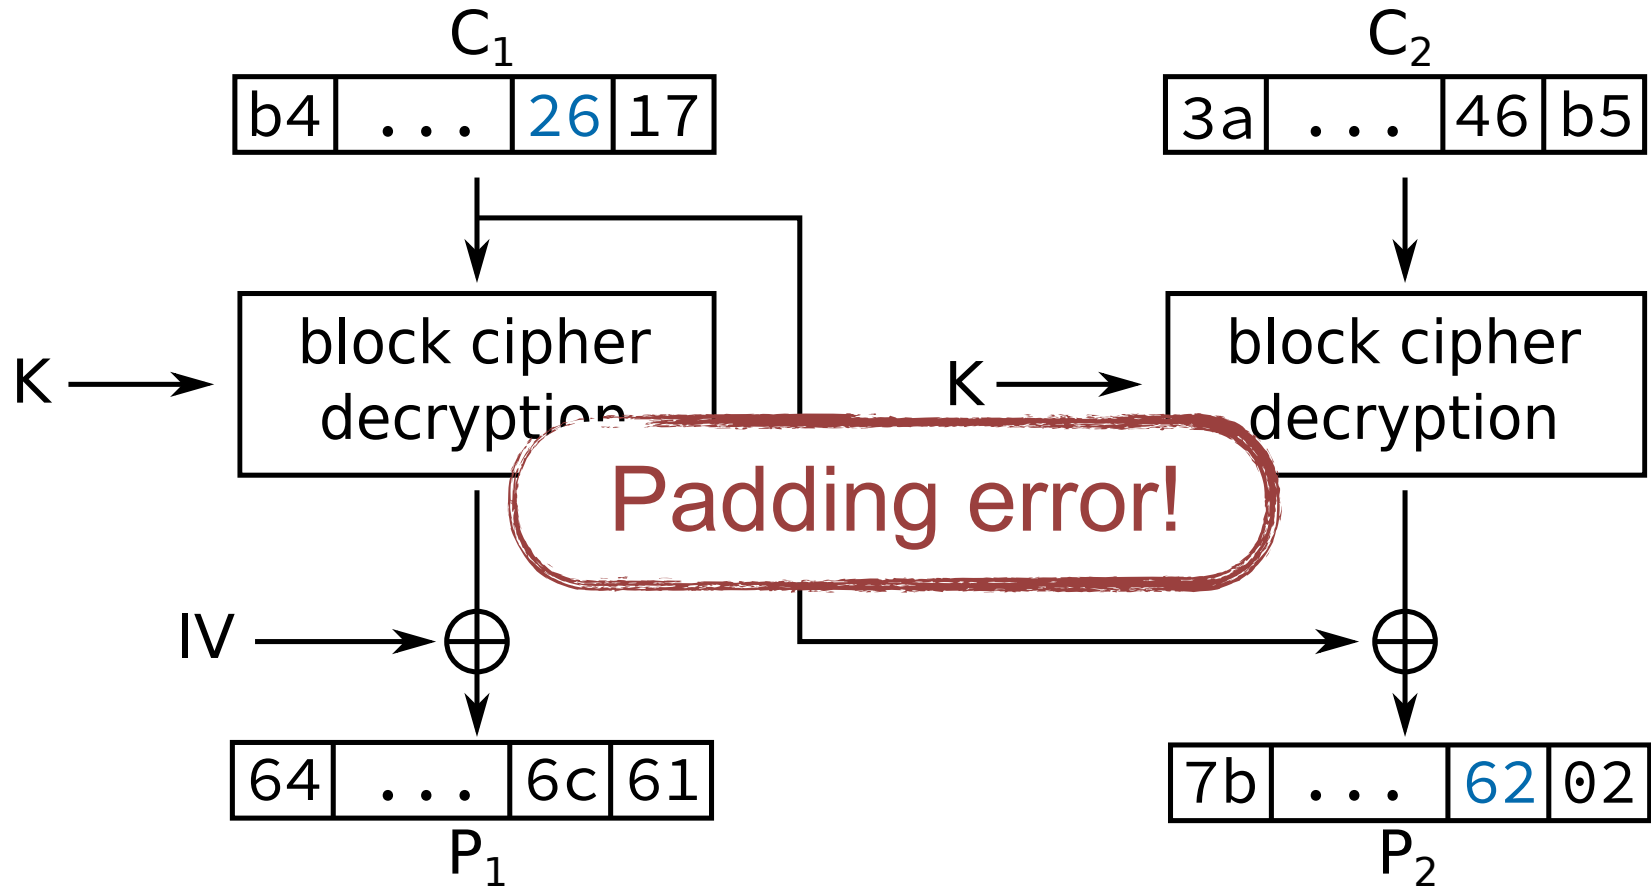 C1
C2
b4 ... 26 17
3a ... 46 b5
block cipher
decryption
block cipher
decryption
K
K
Padding error!
IV
64 ... 6c 61
7b ... 62 02
P1
P2